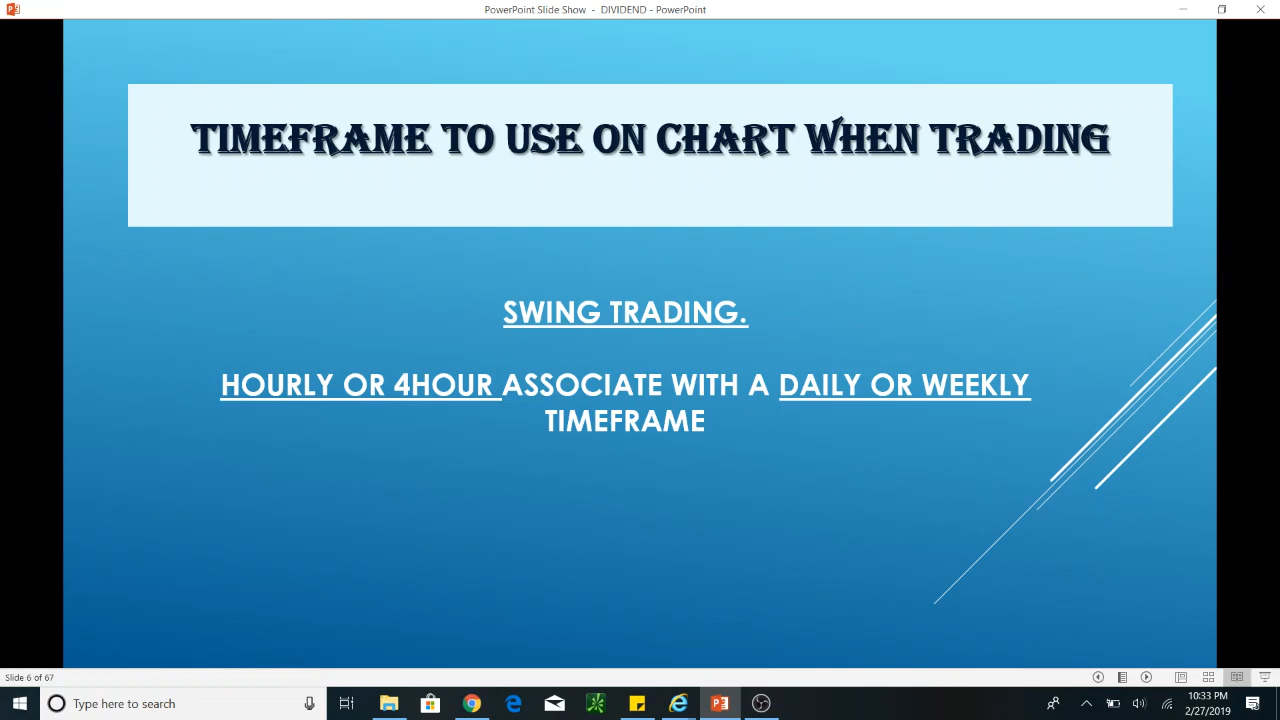 PowerPoint Slide Show - DIVIDEND - PowerPoint
TIMEFRAME TO USE ON CHART WHEN TRADING
SWING TRADING.
HOURLY OR 4HOUR ASSOCIATE WITH A DAILY OR WEEKLY
TIMEFRAME
Slide 6 of 67
Type here to search
10:33 PM
2/27/2019